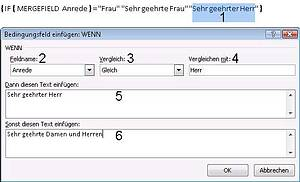 { IF { MERGEFIELD Anrede } ="Frau" "Sehr geehrte Frau" "Sehr geehrter Herr" }
1
Bedingungsfeld einfügen: WENN
WENN
Feldname: 2 Vergleich: 3 Vergleichen mit: 4
Anrede Gleich Herr
Dann diesen Text einfügen:
Sehr geehrter Herr
5
Sonst diesen Text einfügen:
Sehr geehrte Damen und Herren
6
OK Abbrechen